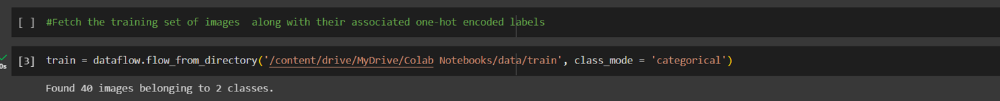 [ ] #Fetch the training set of images  along with their associated one-hot encoded labels
[3] train = dataflow.flow_from_directory('/content/drive/MyDrive/Colab Notebooks/data/train', class_mode = 'categorical')
0s
Found 40 images belonging to 2 classes.